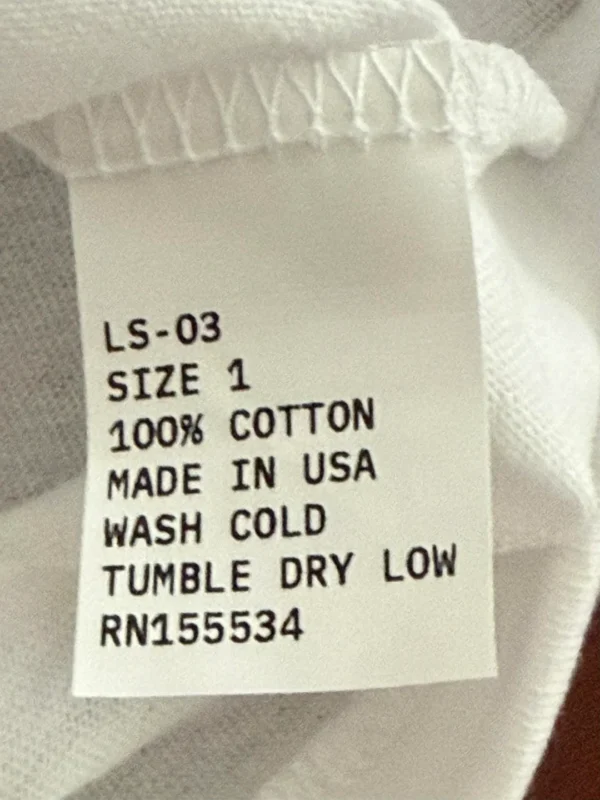 LS-03
SIZE 1
100% COTTON
MADE IN USA
WASH COLD
TUMBLE DRY LOW
RN155534